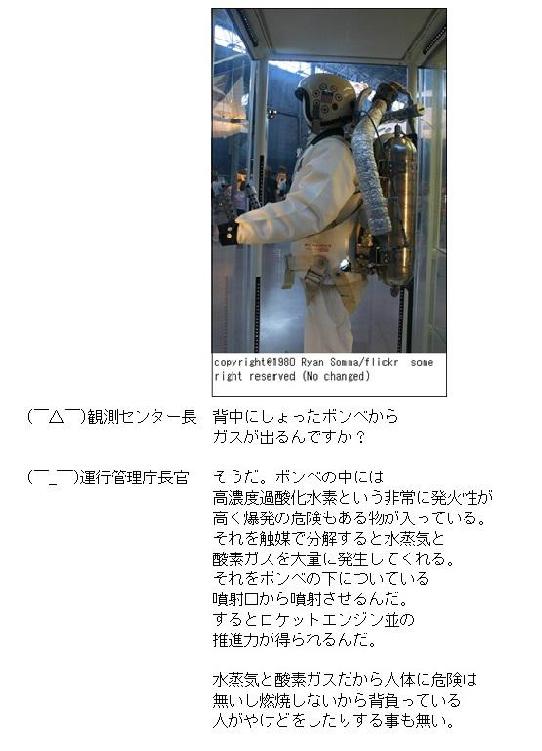 copyright©1980 Ryan Somma/flickr some
right reserved (No changed)
(￣△￣)観測センター長 背中にしょったボンベから
ガスが出るんですか？
(￣_￣)運行管理庁長官 そうだ。ボンベの中には
高濃度過酸化水素という非常に発火性が
高く爆発の危険もある物が入っている。
それを触媒で分解すると水蒸気と
酸素ガスを大量に発生してくれる。
それをボンベの下についている
噴射口から噴射させるんだ。
するとロケットエンジン並の
推進力が得られるんだ。
水蒸気と酸素ガスだから人体に危険は
無いし燃焼しないから背負っている
人がやけどをしたりする事も無い。